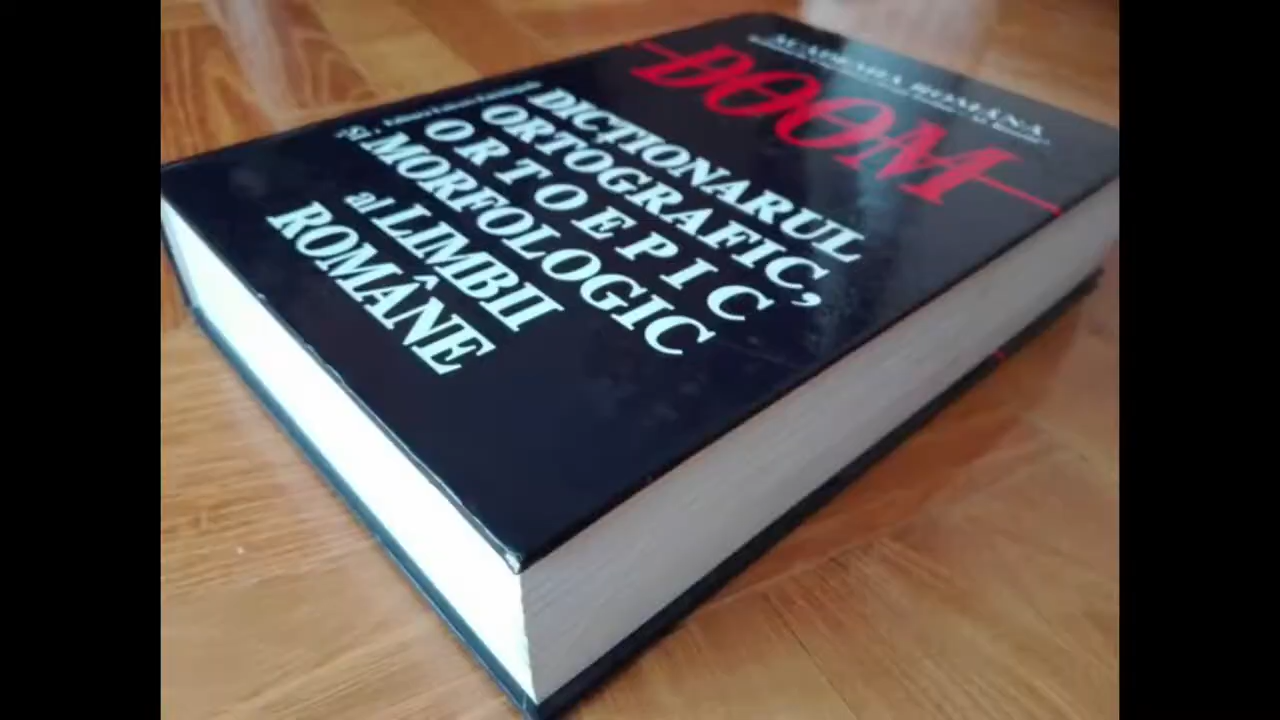 ACADEMIA ROMÂNĂ
DOOM
DICȚIONARUL
ORTOGRAFIC,
ORTOEPIC
ȘI MORFOLOGIC
al LIMBII
ROMÂNE